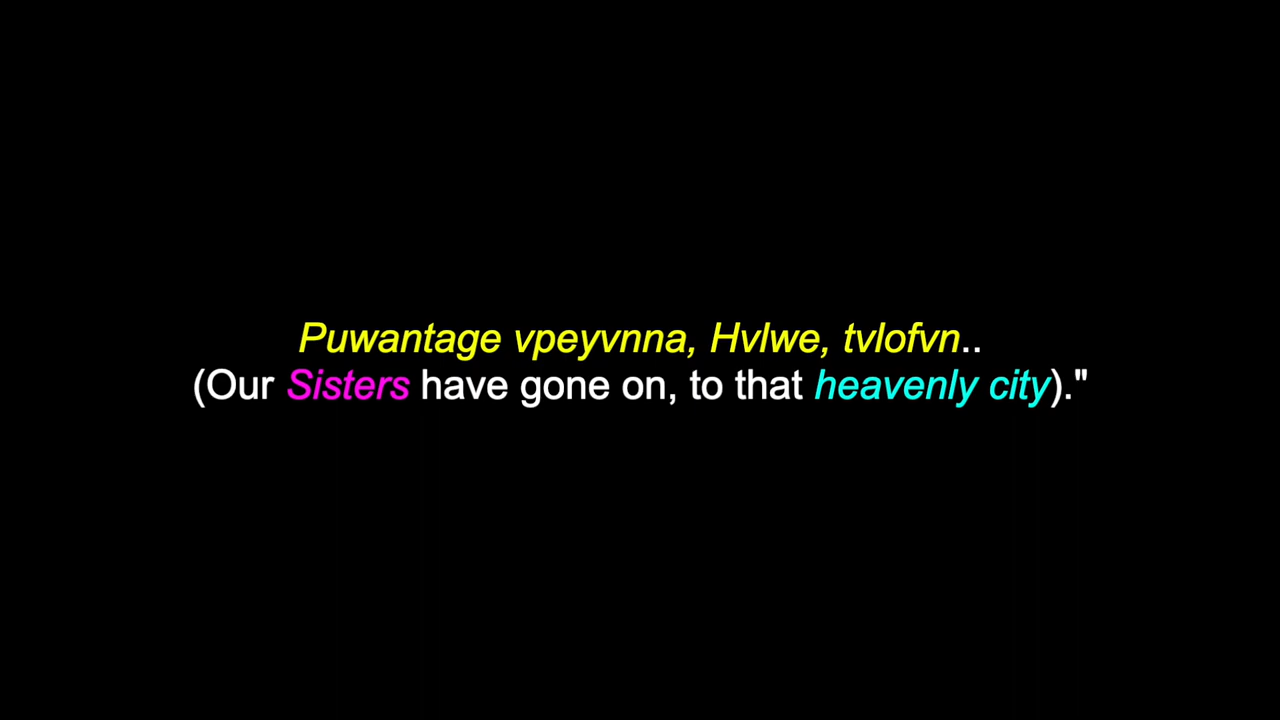 Puwantage vpeyvnna, Hvlwe, tvlofvn..
(Our Sisters have gone on, to that heavenly city)."